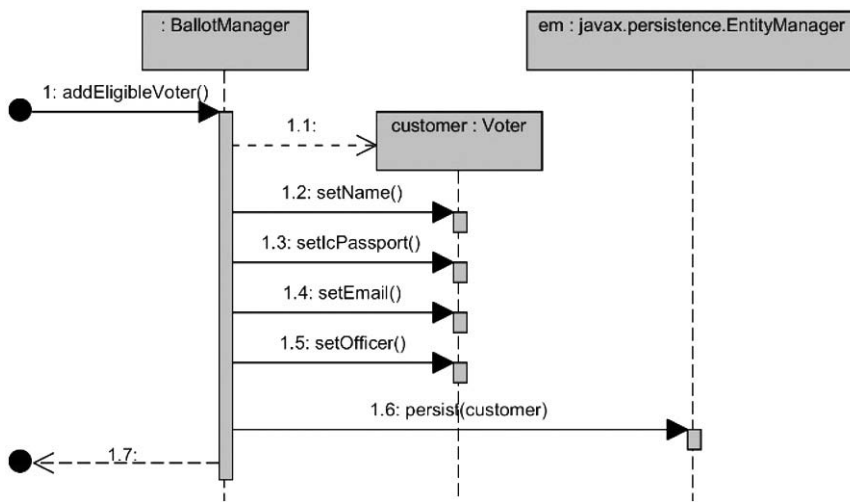 : BallotManager
em : javax.persistence.EntityManager
1: addEligibleVoter()
1.1:
customer : Voter
1.2: setName()
1.3: setIcPassport()
1.4: setEmail()
1.5: setOfficer()
1.6: persist(customer)
1.7: